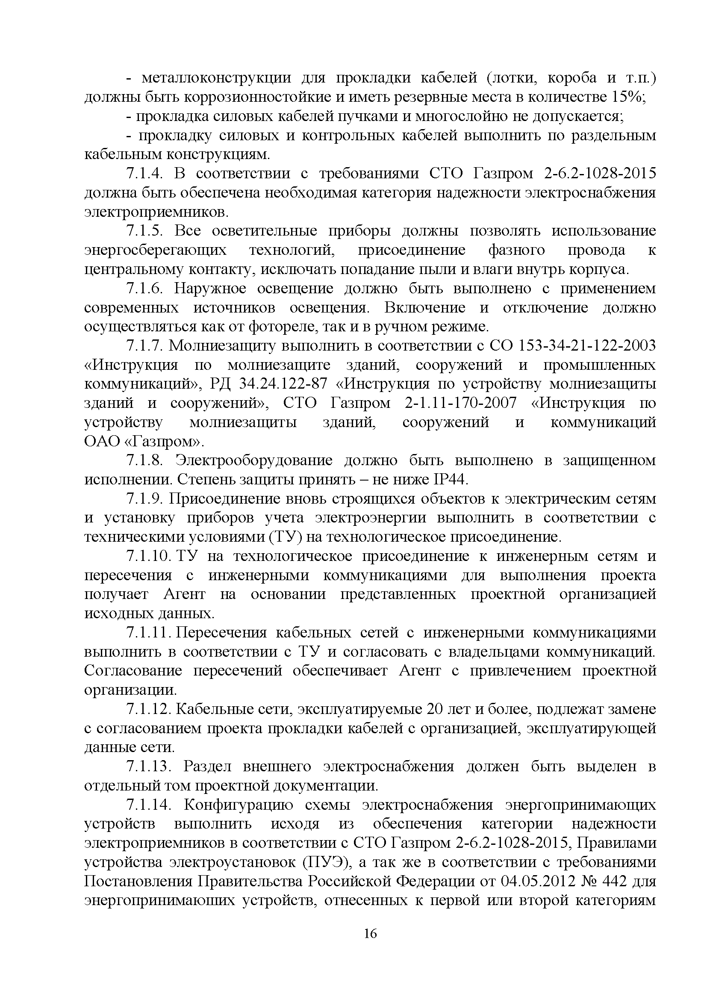 - металлоконструкции для прокладки кабелей (лотки, короба и т.п.)
должны быть коррозионностойкие и иметь резервные места в количестве 15%;
- прокладка силовых кабелей пучками и многослойно не допускается;
- прокладку силовых и контрольных кабелей выполнить по раздельным
кабельным конструкциям.
7.1.4. В соответствии с требованиями СТО Газпром 2-6.2-1028-2015
должна быть обеспечена необходимая категория надежности электроснабжения
электроприемников.
7.1.5. Все осветительные приборы должны позволять использование
энергосберегающих технологий, присоединение фазного провода к
центральному контакту, исключать попадание пыли и влаги внутрь корпуса.
7.1.6. Наружное освещение должно быть выполнено с применением
современных источников освещения. Включение и отключение должно
осуществляться как от фотореле, так и в ручном режиме.
7.1.7. Молниезащиту выполнить в соответствии с СО 153-34-21-122-2003
«Инструкция по молниезащите зданий, сооружений и промышленных
коммуникаций», РД 34.24.122-87 «Инструкция по устройству молниезащиты
зданий и сооружений», СТО Газпром 2-1.11-170-2007 «Инструкция по
устройству молниезащиты зданий, сооружений и коммуникаций
ОАО «Газпром».
7.1.8. Электрооборудование должно быть выполнено в защищенном
исполнении. Степень защиты принять – не ниже IP44.
7.1.9. Присоединение вновь строящихся объектов к электрическим сетям
и установку приборов учета электроэнергии выполнить в соответствии с
техническими условиями (ТУ) на технологическое присоединение.
7.1.10. ТУ на технологическое присоединение к инженерным сетям и
пересечения с инженерными коммуникациями для выполнения проекта
получает Агент на основании представленных проектной организацией
исходных данных.
7.1.11. Пересечения кабельных сетей с инженерными коммуникациями
выполнить в соответствии с ТУ и согласовать с владельцами коммуникаций.
Согласование пересечений обеспечивает Агент с привлечением проектной
организации.
7.1.12. Кабельные сети, эксплуатируемые 20 лет и более, подлежат замене
с согласованием проекта прокладки кабелей с организацией, эксплуатирующей
данные сети.
7.1.13. Раздел внешнего электроснабжения должен быть выделен в
отдельный том проектной документации.
7.1.14. Конфигурацию схемы электроснабжения энергопринимающих
устройств выполнить исходя из обеспечения категории надежности
электроприемников в соответствии с СТО Газпром 2-6.2-1028-2015, Правилами
устройства электроустановок (ПУЭ), а так же в соответствии с требованиями
Постановления Правительства Российской Федерации от 04.05.2012 № 442 для
энергопринимающих устройств, отнесенных к первой или второй категориям
16